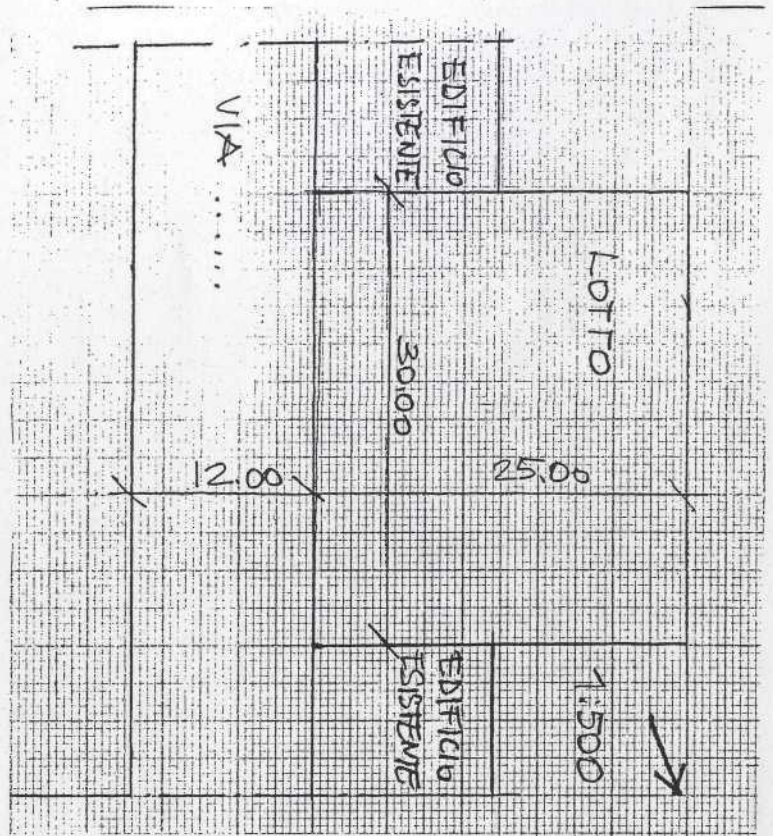 EDIFICIO
ESISTENTE
VIA .......
LOTTO
30.00
12.00
25.00
EDIFICIO
ESISTENTE
1:500